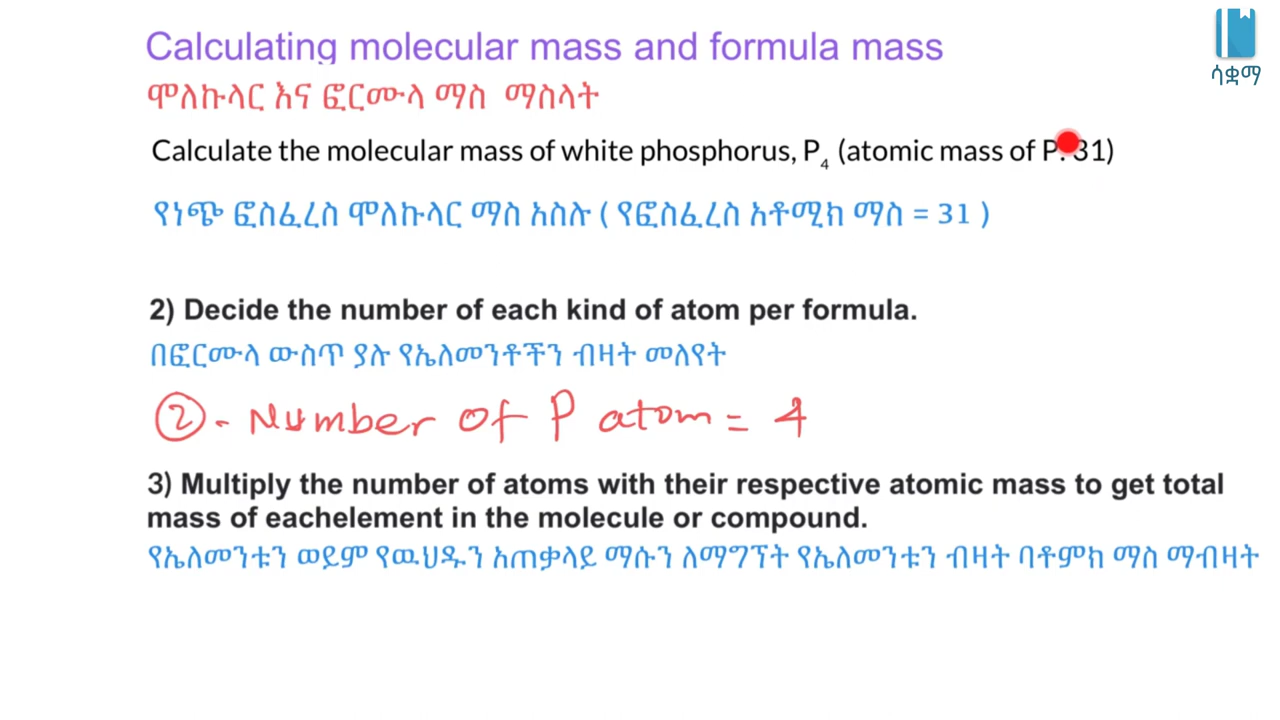 Calculating molecular mass and formula mass
ሳቋማ
ሞለኩላር እና ፎርሙላ ማስ ማስላት
Calculate the molecular mass of white phosphorus, P₄ (atomic mass of P: 31)
የነጭ ፎስፈረስ ሞለኩላር ማስ አስሉ ( የፎስፈረስ አቶሚክ ማስ = 31 )
2) Decide the number of each kind of atom per formula.
በፎርሙላ ውስጥ ያሉ የኤለመንቶችን ብዛት መለየት
② - Number of P atom = 4
3) Multiply the number of atoms with their respective atomic mass to get total
mass of eachelement in the molecule or compound.
የኤለመንቱን ወይም የዉህዱን አጠቃላይ ማሱን ለማግኘት የኤለመንቱን ብዛት ባቶምክ ማስ ማብዛት